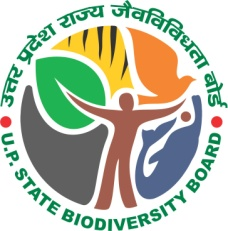 उत्तर प्रदेश राज्य जैवविविधता बोर्ड
U.P. STATE BIODIVERSITY BOARD